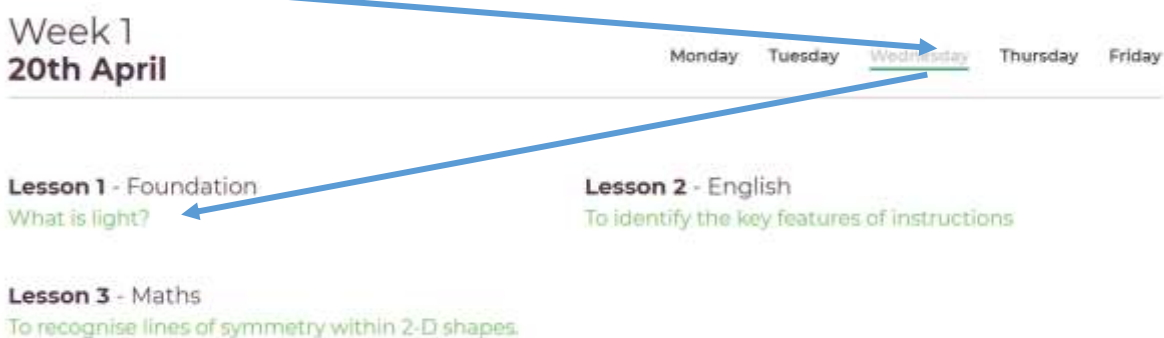 Week 1
20th April
Monday Tuesday Wednesday Thursday Friday
Lesson 1 - Foundation
What is light?
Lesson 2 - English
To identify the key features of instructions
Lesson 3 - Maths
To recognise lines of symmetry within 2-D shapes.